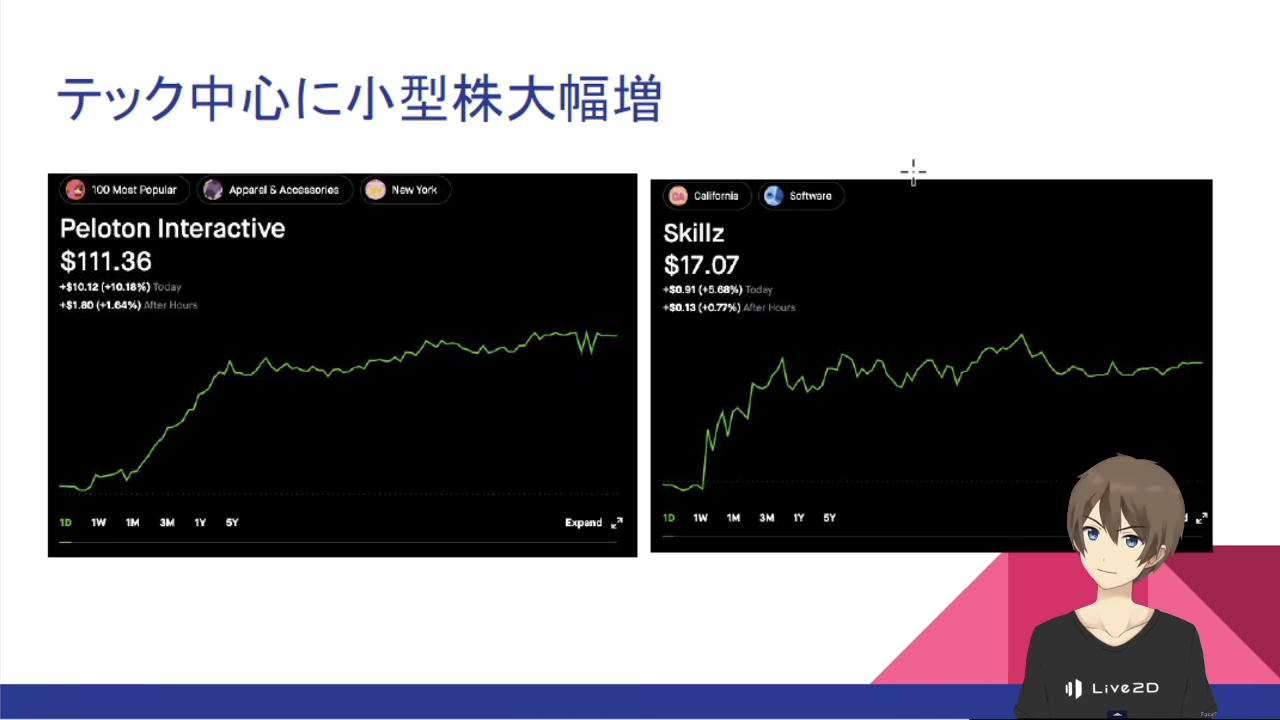 テック中心に小型株大幅増
100 Most Popular
Apparel & Accessories
New York
Peloton Interactive
$111.36
+$10.12 (+10.18%) Today
+$1.80 (+1.64%) After Hours
1D 1W 1M 3M 1Y 5Y
Expand
CA California
Software
Skillz
$17.07
+$0.91 (+5.68%) Today
+$0.13 (+0.77%) After Hours
1D 1W 1M 3M 1Y 5Y
d
Live2D